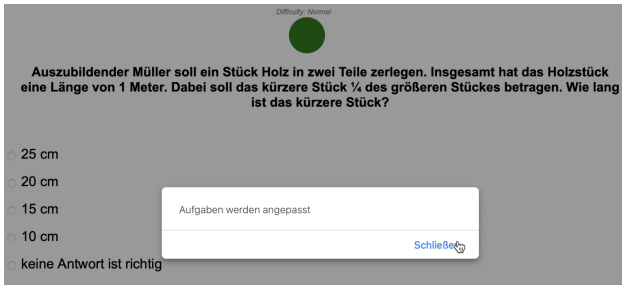 Difficulty: Normal
Auszubildender Müller soll ein Stück Holz in zwei Teile zerlegen. Insgesamt hat das Holzstück
eine Länge von 1 Meter. Dabei soll das kürzere Stück ¼ des größeren Stückes betragen. Wie lang
ist das kürzere Stück?
25 cm
20 cm
15 cm
10 cm
keine Antwort ist richtig
Aufgaben werden angepasst
Schließen